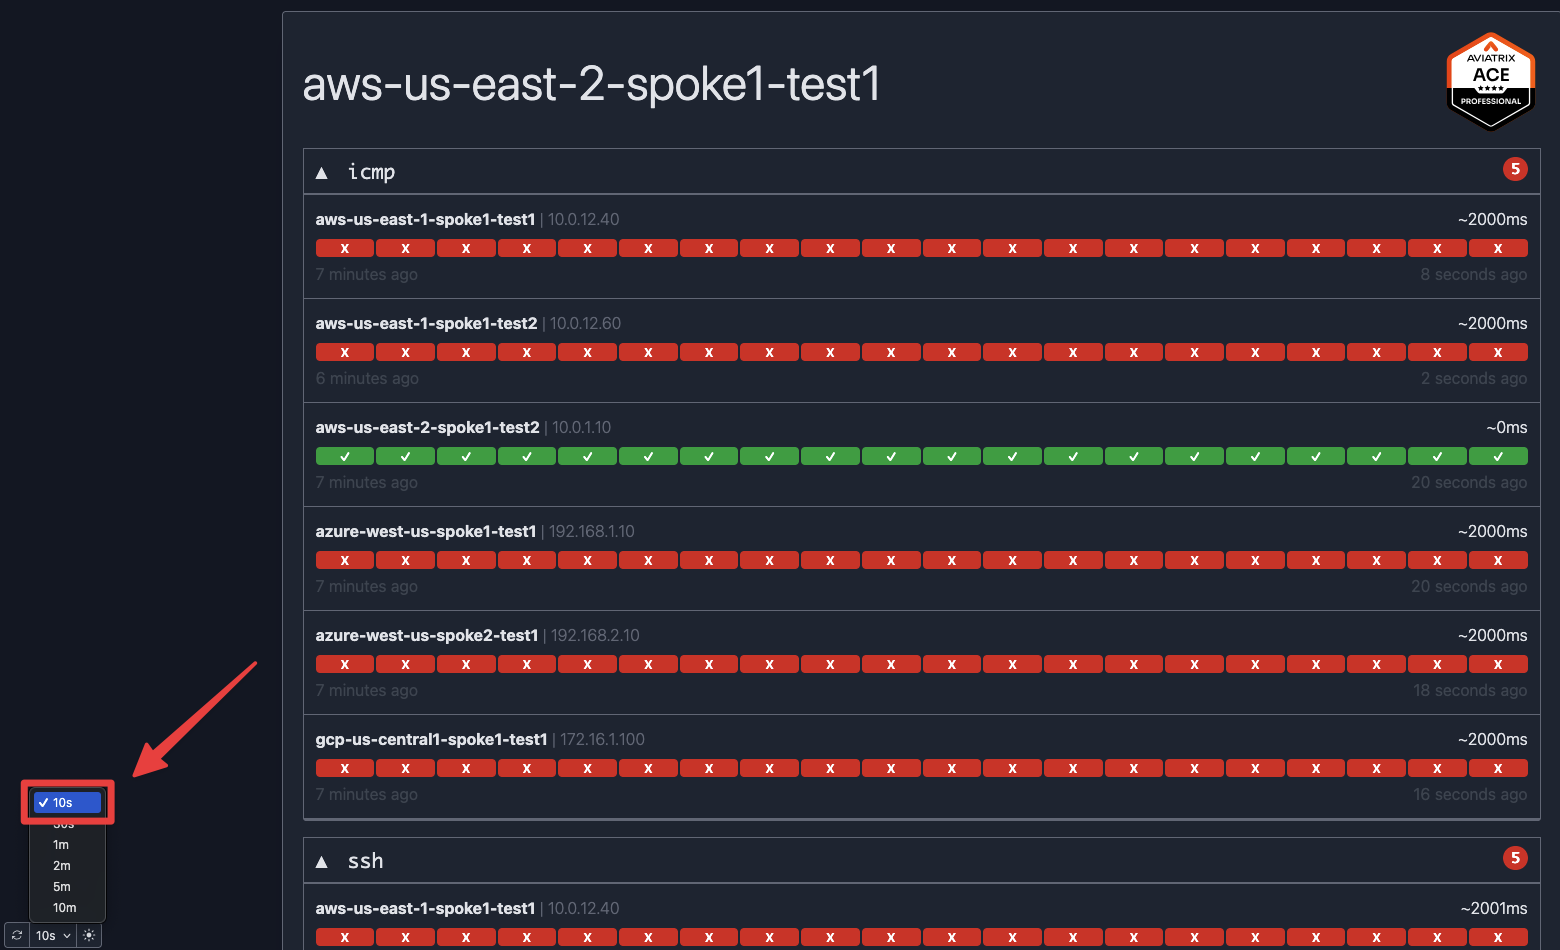 aws-us-east-2-spoke1-test1
AVIATRIX
ACE
PROFESSIONAL
▲ icmp 5
aws-us-east-1-spoke1-test1 | 10.0.12.40 ~2000ms
X X X X X X X X X X X X X X X X X X X X
7 minutes ago 8 seconds ago
aws-us-east-1-spoke1-test2 | 10.0.12.60 ~2000ms
X X X X X X X X X X X X X X X X X X X X
6 minutes ago 2 seconds ago
aws-us-east-2-spoke1-test2 | 10.0.1.10 ~0ms
✓ ✓ ✓ ✓ ✓ ✓ ✓ ✓ ✓ ✓ ✓ ✓ ✓ ✓ ✓ ✓ ✓ ✓ ✓ ✓
7 minutes ago 20 seconds ago
azure-west-us-spoke1-test1 | 192.168.1.10 ~2000ms
X X X X X X X X X X X X X X X X X X X X
7 minutes ago 20 seconds ago
azure-west-us-spoke2-test1 | 192.168.2.10 ~2000ms
X X X X X X X X X X X X X X X X X X X X
7 minutes ago 18 seconds ago
gcp-us-central1-spoke1-test1 | 172.16.1.100 ~2000ms
X X X X X X X X X X X X X X X X X X X X
7 minutes ago 16 seconds ago
▲ ssh 5
aws-us-east-1-spoke1-test1 | 10.0.12.40 ~2001ms
X X X X X X X X X X X X X X X X X X X X
✓ 10s
30s
1m
2m
5m
10m
10s